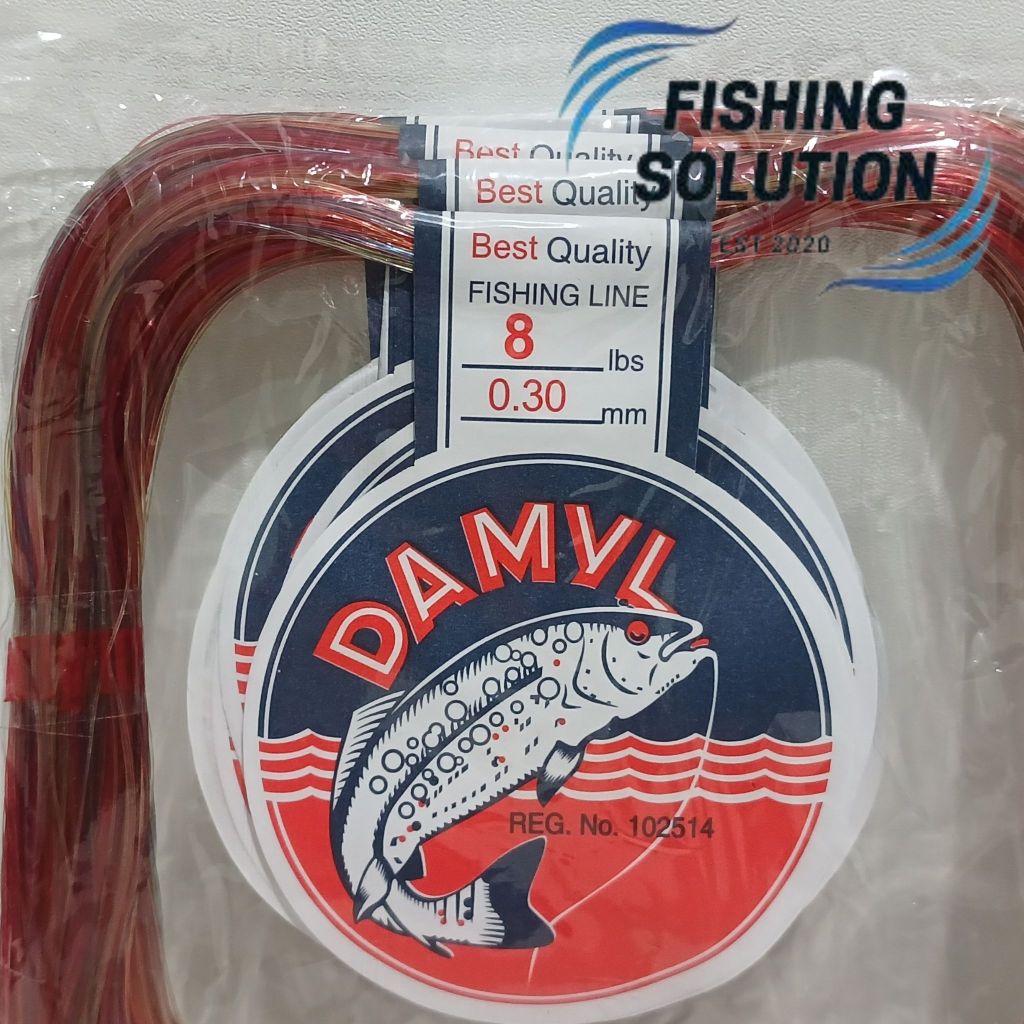 FISHING
SOLUTION
EST 2020
Best Quality
Best Quality
Best Quality
FISHING LINE
8 lbs
0.30 mm
DAMYL
REG. No. 102514